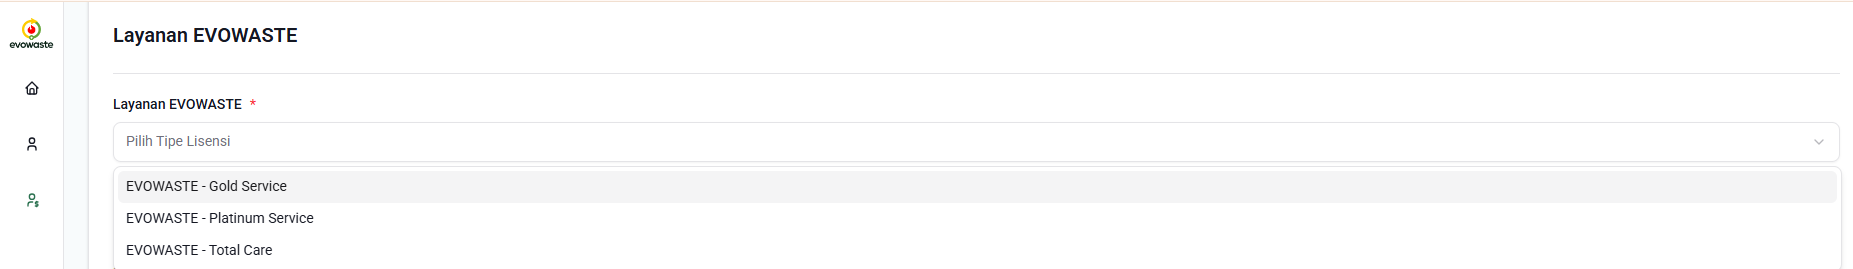 evowaste
Layanan EVOWASTE
Layanan EVOWASTE *
Pilih Tipe Lisensi
EVOWASTE - Gold Service
EVOWASTE - Platinum Service
EVOWASTE - Total Care